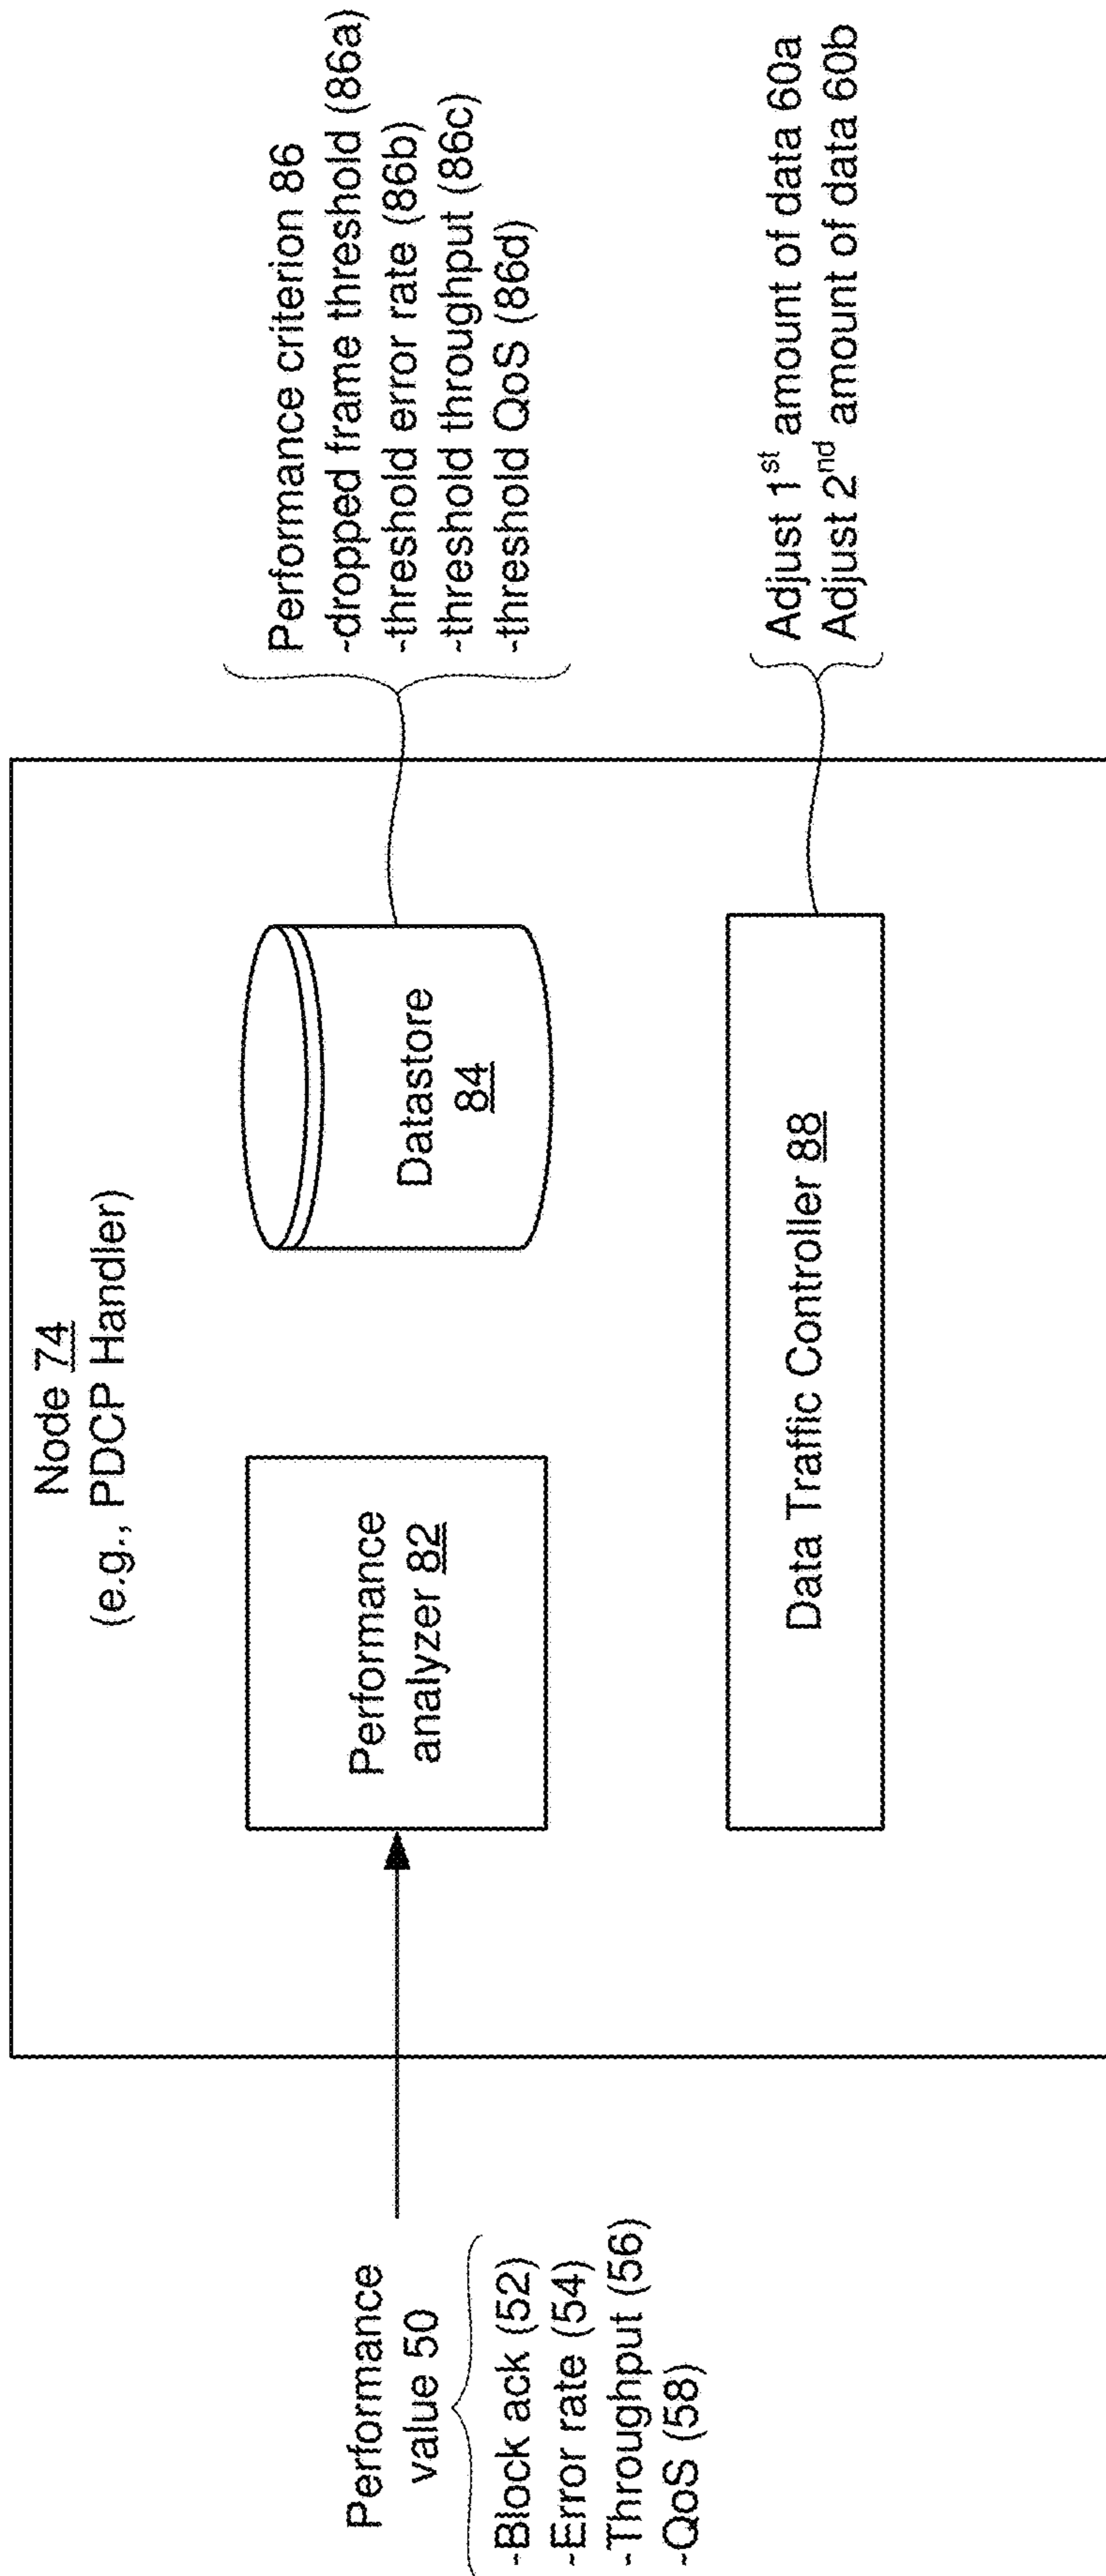 Node 74
(e.g., PDCP Handler)
Performance
value 50
-Block ack (52)
-Error rate (54)
-Throughput (56)
-QoS (58)
Performance
analyzer 82
Datastore
84
Performance criterion 86
-dropped frame threshold (86a)
-threshold error rate (86b)
-threshold throughput (86c)
-threshold QoS (86d)
Data Traffic Controller 88
Adjust 1st amount of data 60a
Adjust 2nd amount of data 60b